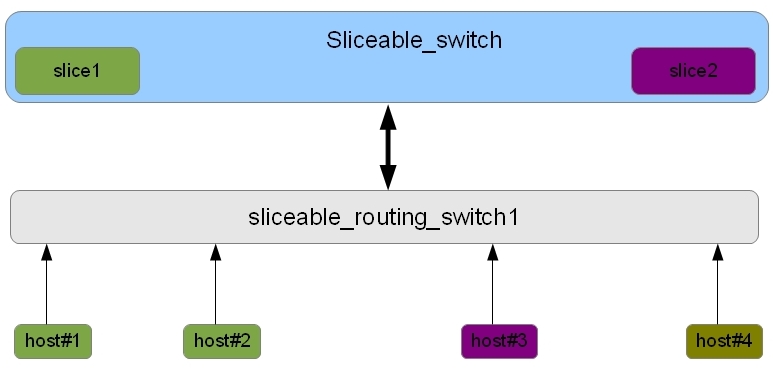 Sliceable_switch
slice1
slice2
sliceable_routing_switch1
host#1
host#2
host#3
host#4